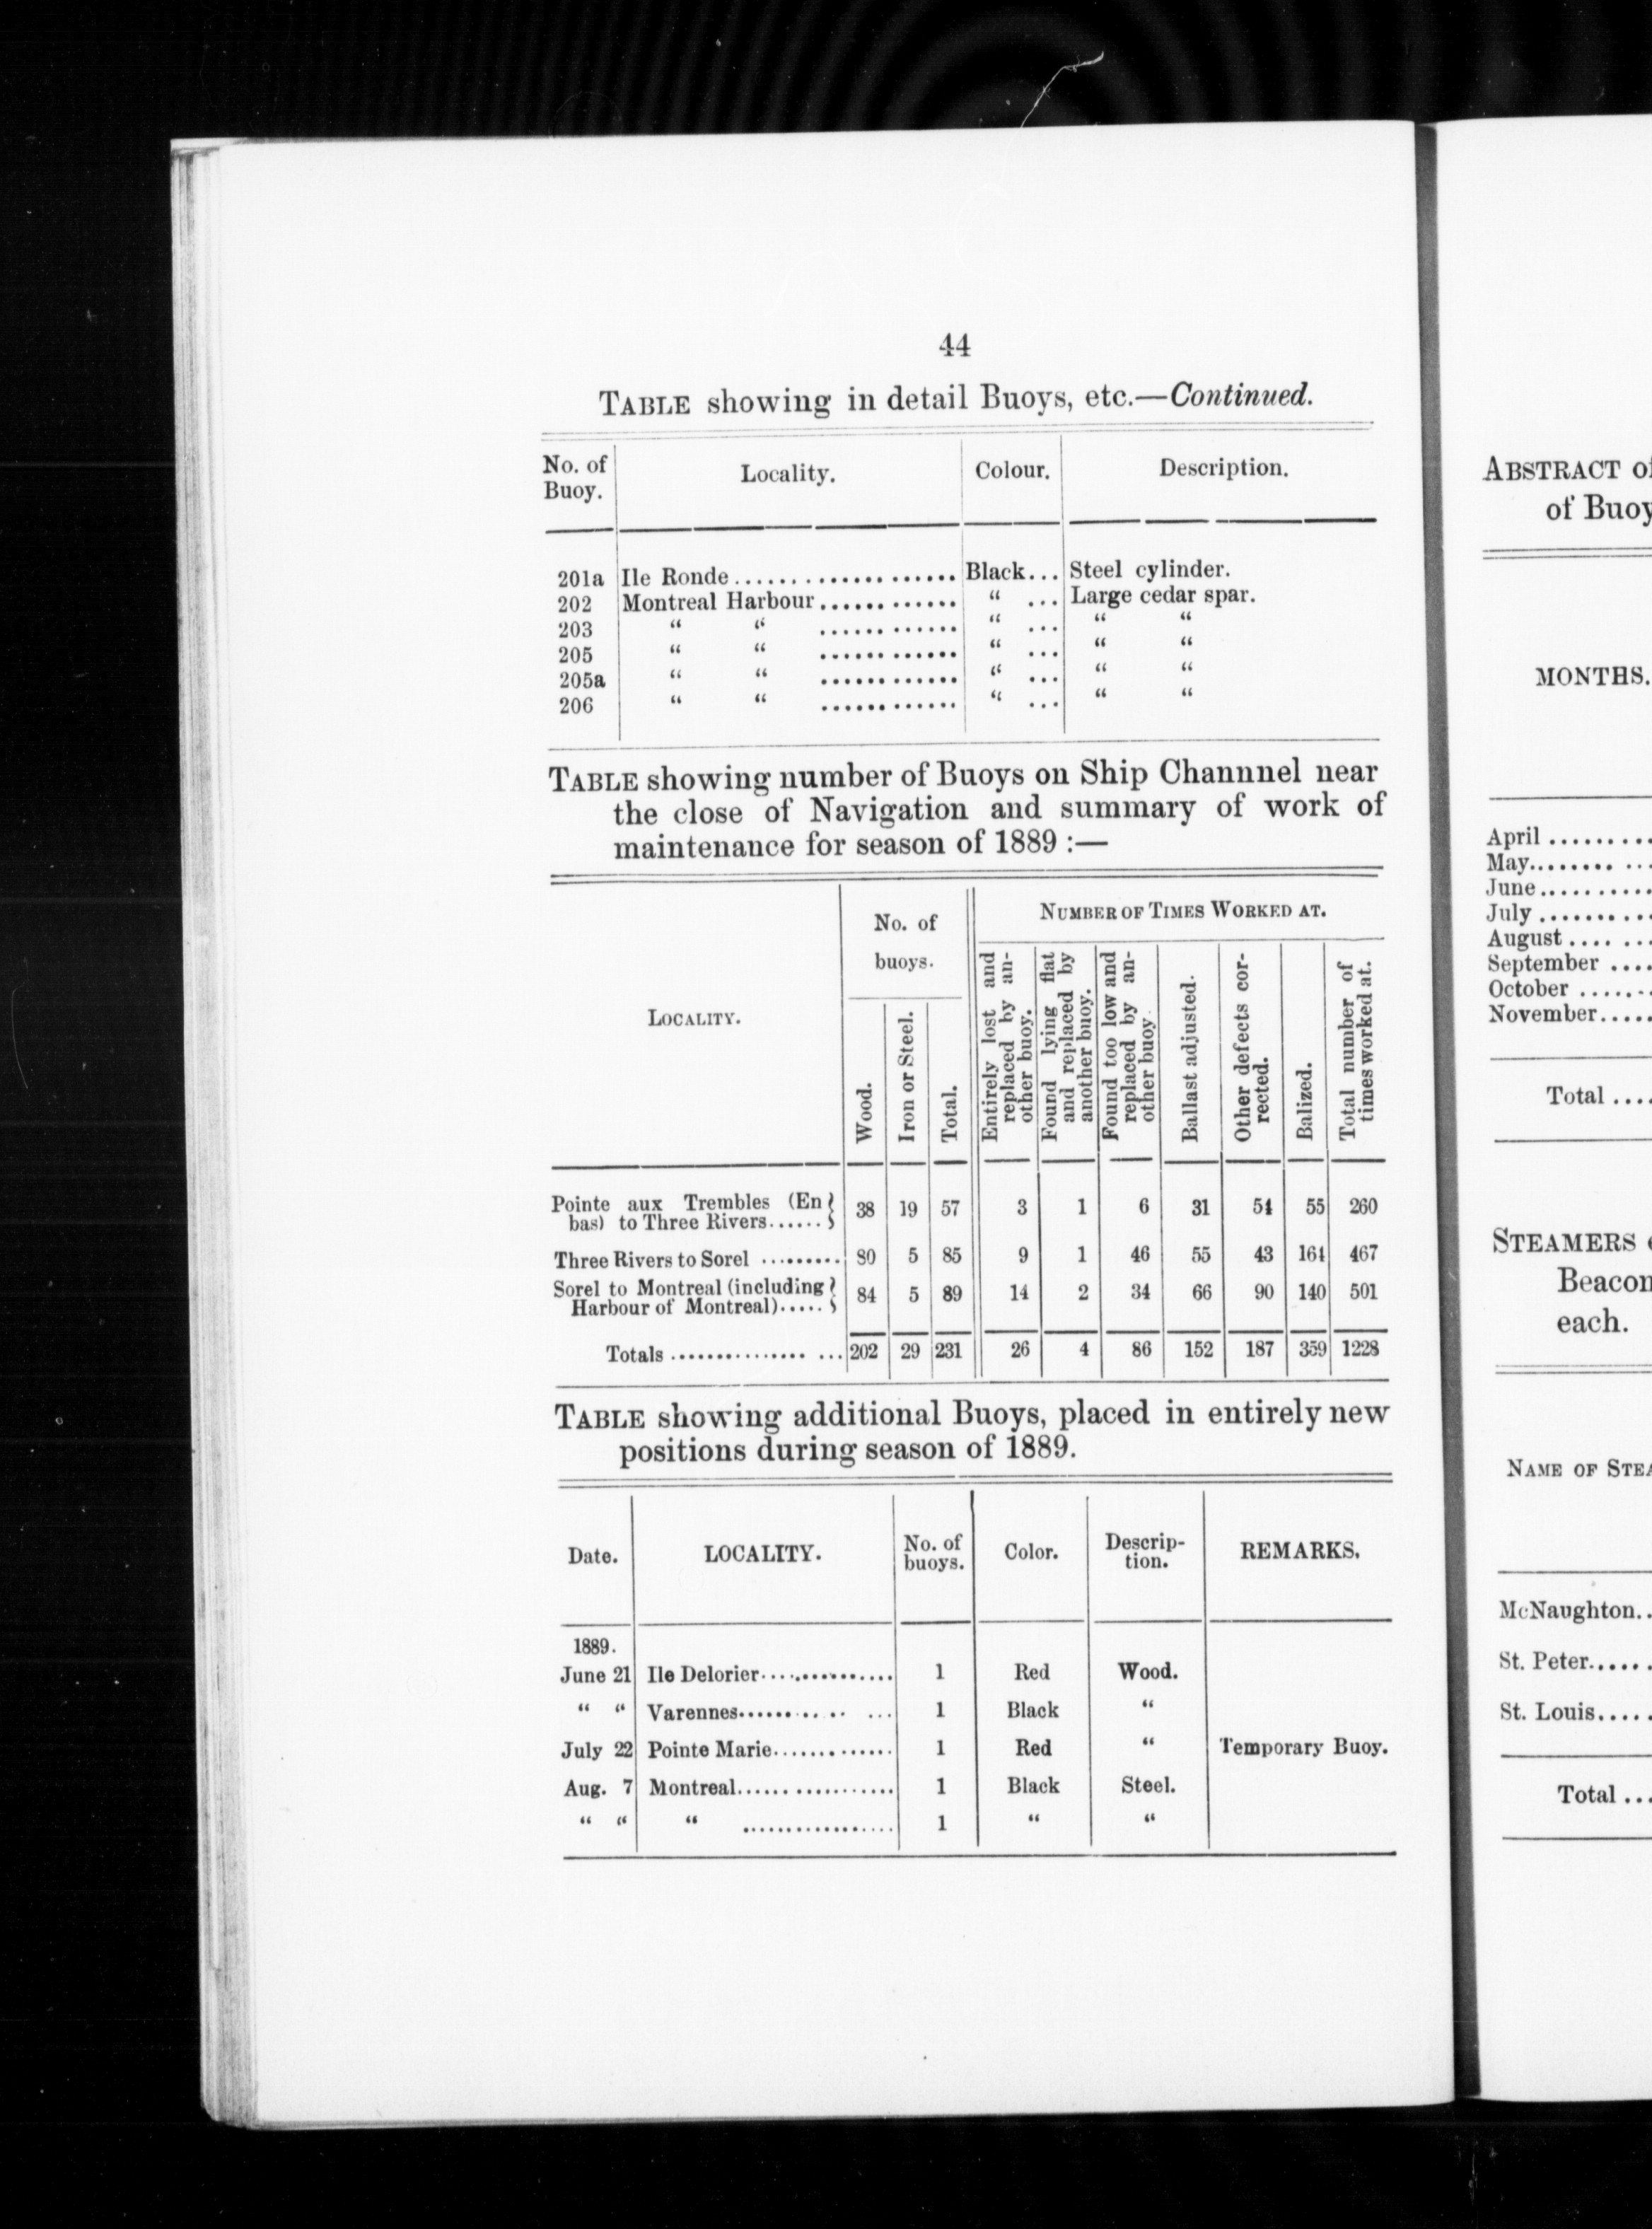 44
TABLE showing in detail Buoys, etc.—Continued.
No. of Buoy. Locality. Colour. Description.
201a Ile Ronde.................... Black... Steel cylinder.
202 Montreal Harbour............ “ ... Large cedar spar.
203 “ “ ............ “ ... “ “
205 “ “ ............ “ ... “ “
205a “ “ ............ “ ... “ “
206 “ “ ............ “ ... “ “
TABLE showing number of Buoys on Ship Channnel near
the close of Navigation and summary of work of
maintenance for season of 1889 :—
LOCALITY.
No. of
buoys.
NUMBER OF TIMES WORKED AT.
Wood.
Iron or Steel.
Total.
Entirely lost and
replaced by an-
other buoy.
Found lying flat
and replaced by
another buoy.
Found too low and
replaced by an-
other buoy.
Ballast adjusted.
Other defects cor-
rected.
Balized.
Total number of
times worked at.
Pointe aux Trembles (En
bas) to Three Rivers...... 38 19 57 3 1 6 31 54 55 260
Three Rivers to Sorel ......... 80 5 85 9 1 46 55 43 164 467
Sorel to Montreal (including
Harbour of Montreal)..... 84 5 89 14 2 34 66 90 140 501
Totals .................. 202 29 231 26 4 86 152 187 359 1228
TABLE showing additional Buoys, placed in entirely new
positions during season of 1889.
Date. LOCALITY. No. of buoys. Color. Descrip-tion. REMARKS.
1889.
June 21 Ile Delorier............... 1 Red Wood.
“ “ Varennes............... 1 Black “
July 22 Pointe Marie............. 1 Red “ Temporary Buoy.
Aug. 7 Montreal.................. 1 Black Steel.
“ “ “ ................. 1 “ “
ABSTRACT of
of Buoy
MONTHS.
April .........
May.........
June..........
July .........
August .......
September ....
October .......
November.....
Total ....
STEAMERS
Beacon
each.
NAME OF STEA
McNaughton..
St. Peter......
St. Louis.....
Total ...